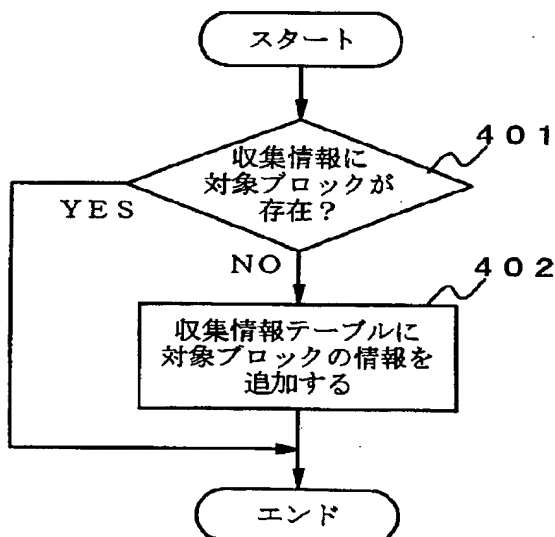 スタート
401
収集情報に
対象ブロックが
存在？
YES
NO
402
収集情報テーブルに
対象ブロックの情報を
追加する
エンド